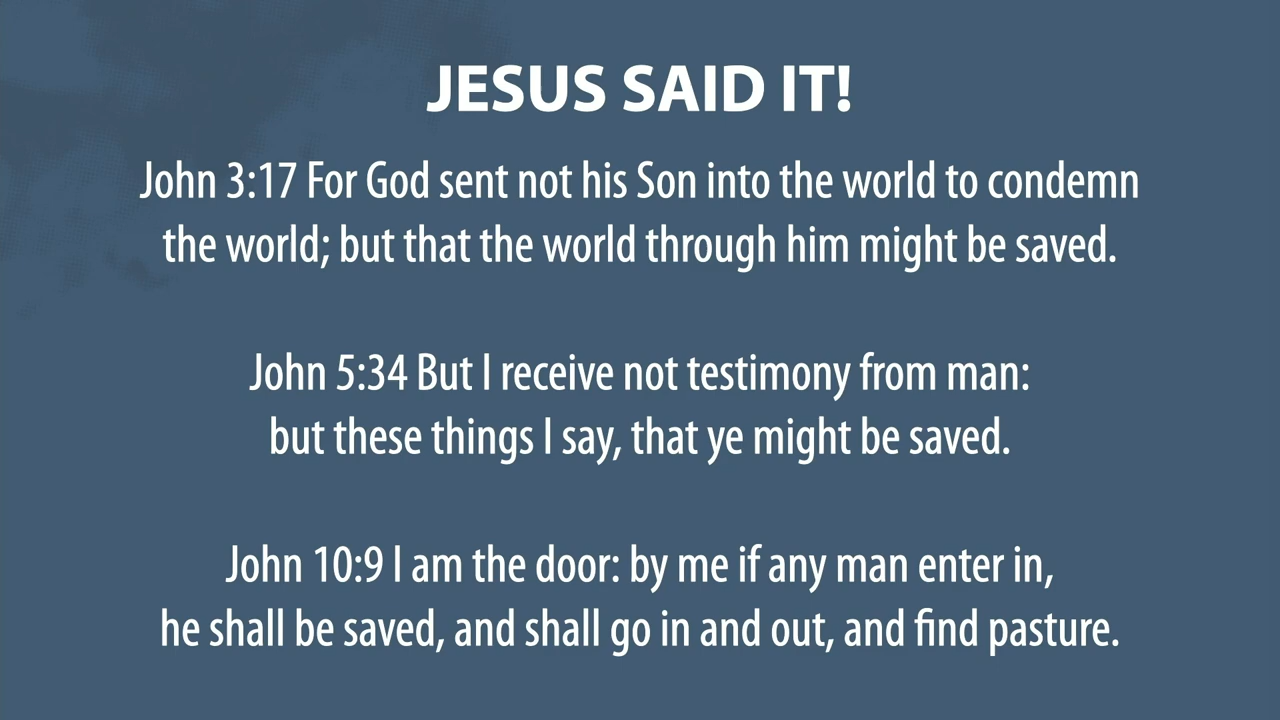 JESUS SAID IT!
John 3:17 For God sent not his Son into the world to condemn
the world; but that the world through him might be saved.
John 5:34 But I receive not testimony from man:
but these things I say, that ye might be saved.
John 10:9 I am the door: by me if any man enter in,
he shall be saved, and shall go in and out, and find pasture.